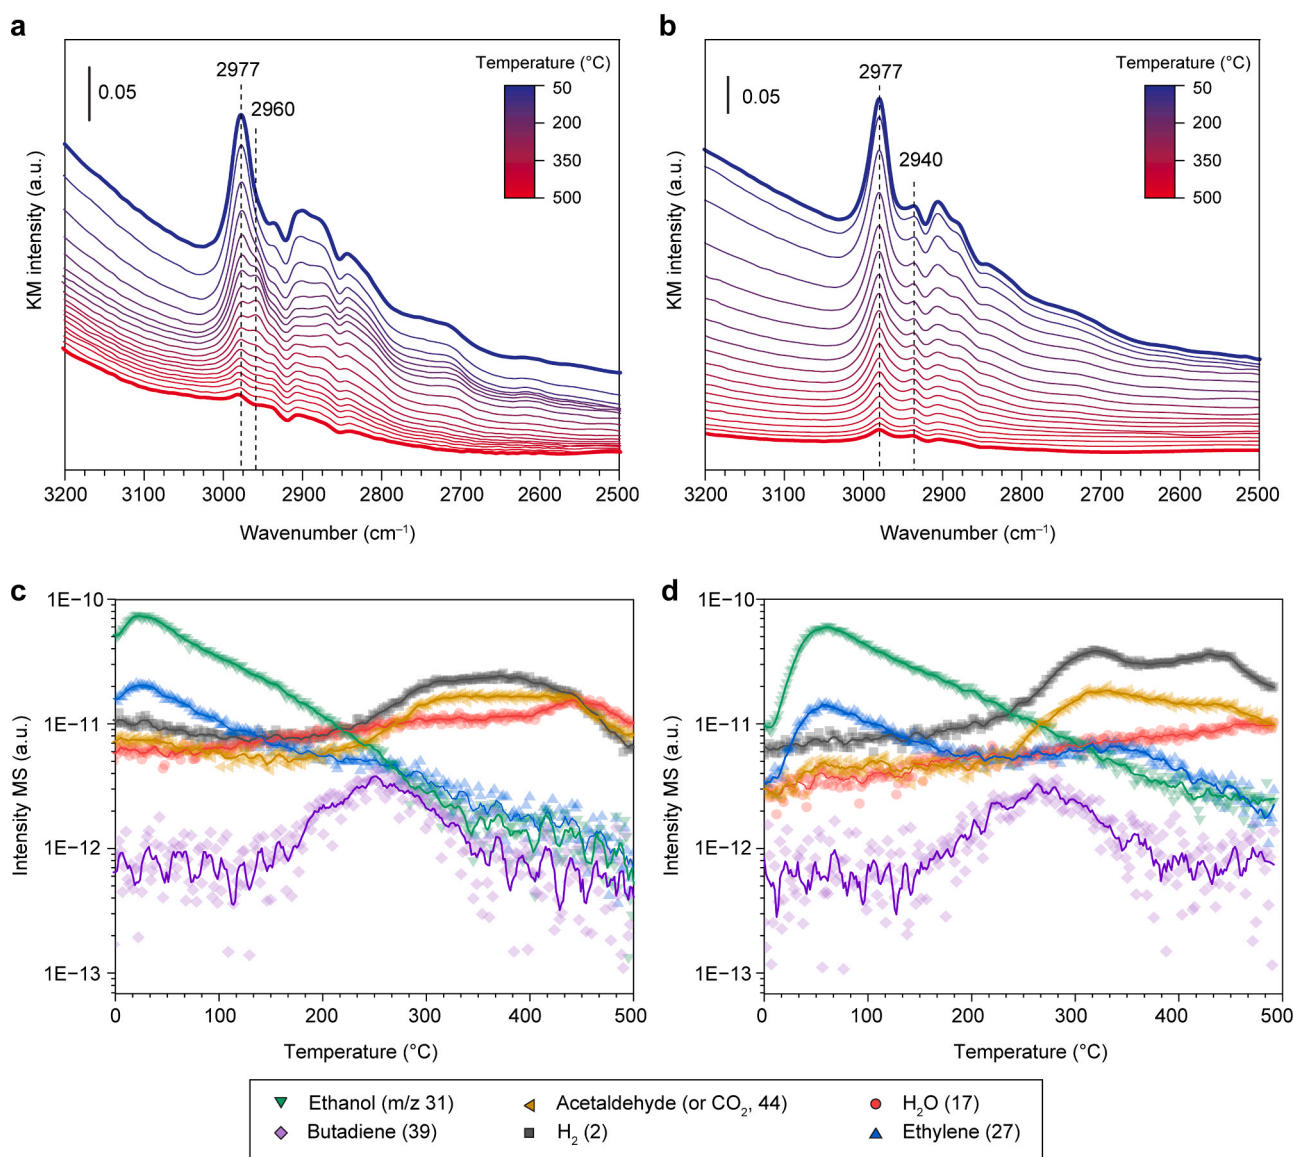 a
2977
2960
0.05
Temperature (°C)
50
200
350
500
KM intensity (a.u.)
3200 3100 3000 2900 2800 2700 2600 2500
Wavenumber (cm⁻¹)
b
2977
2940
0.05
Temperature (°C)
50
200
350
500
KM intensity (a.u.)
3200 3100 3000 2900 2800 2700 2600 2500
Wavenumber (cm⁻¹)
c
1E−10
1E−11
1E−12
1E−13
Intensity MS (a.u.)
0 100 200 300 400 500
Temperature (°C)
d
1E−10
1E−11
1E−12
1E−13
Intensity MS (a.u.)
0 100 200 300 400 500
Temperature (°C)
Ethanol (m/z 31) Acetaldehyde (or CO₂, 44) H₂O (17)
Butadiene (39) H₂ (2) Ethylene (27)